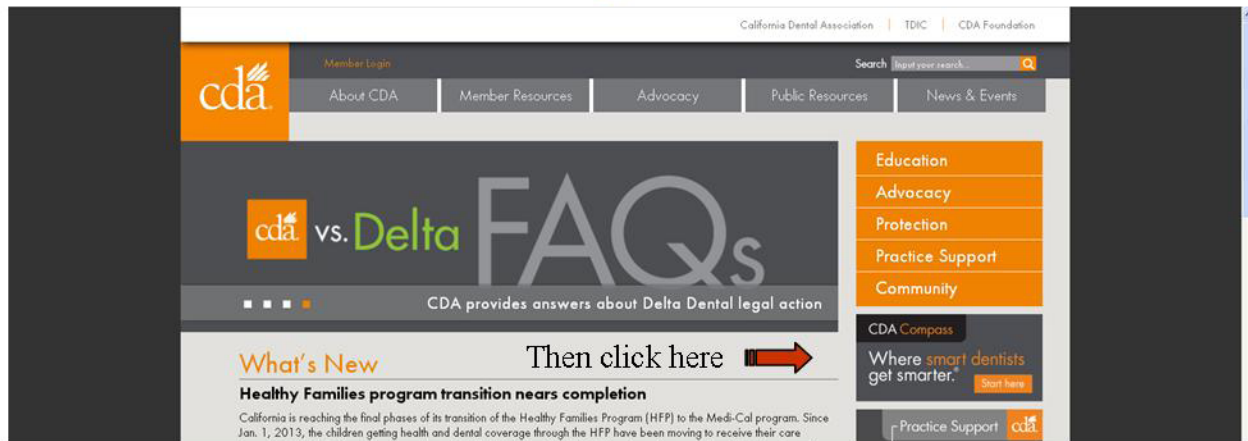 California Dental Association | TDIC | CDA Foundation
cda
Member Login
Search Input your search...
About CDA Member Resources Advocacy Public Resources News & Events
Education
Advocacy
Protection
Practice Support
Community
cda vs. Delta FAQs
CDA provides answers about Delta Dental legal action
CDA Compass
Where smart dentists
get smarter.®
Start here
Then click here
What's New
Healthy Families program transition nears completion
California is reaching the final phases of its transition of the Healthy Families Program (HFP) to the Medi-Cal program. Since
Jan. 1, 2013, the children getting health and dental coverage through the HFP have been moving to receive their care
Practice Support cda